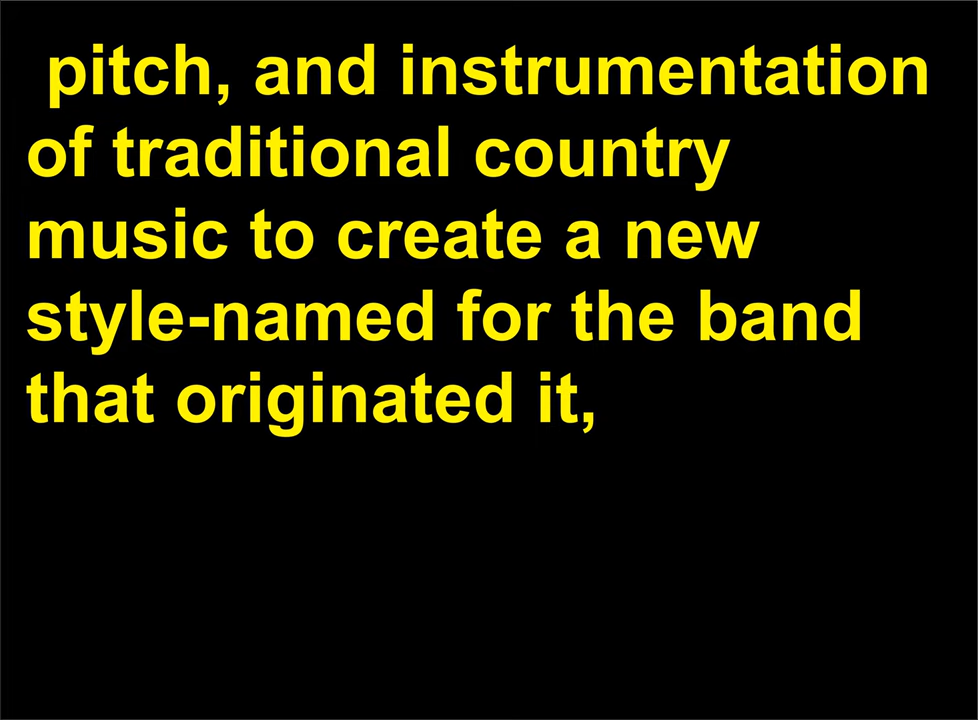 pitch, and instrumentation
of traditional country
music to create a new
style-named for the band
that originated it,